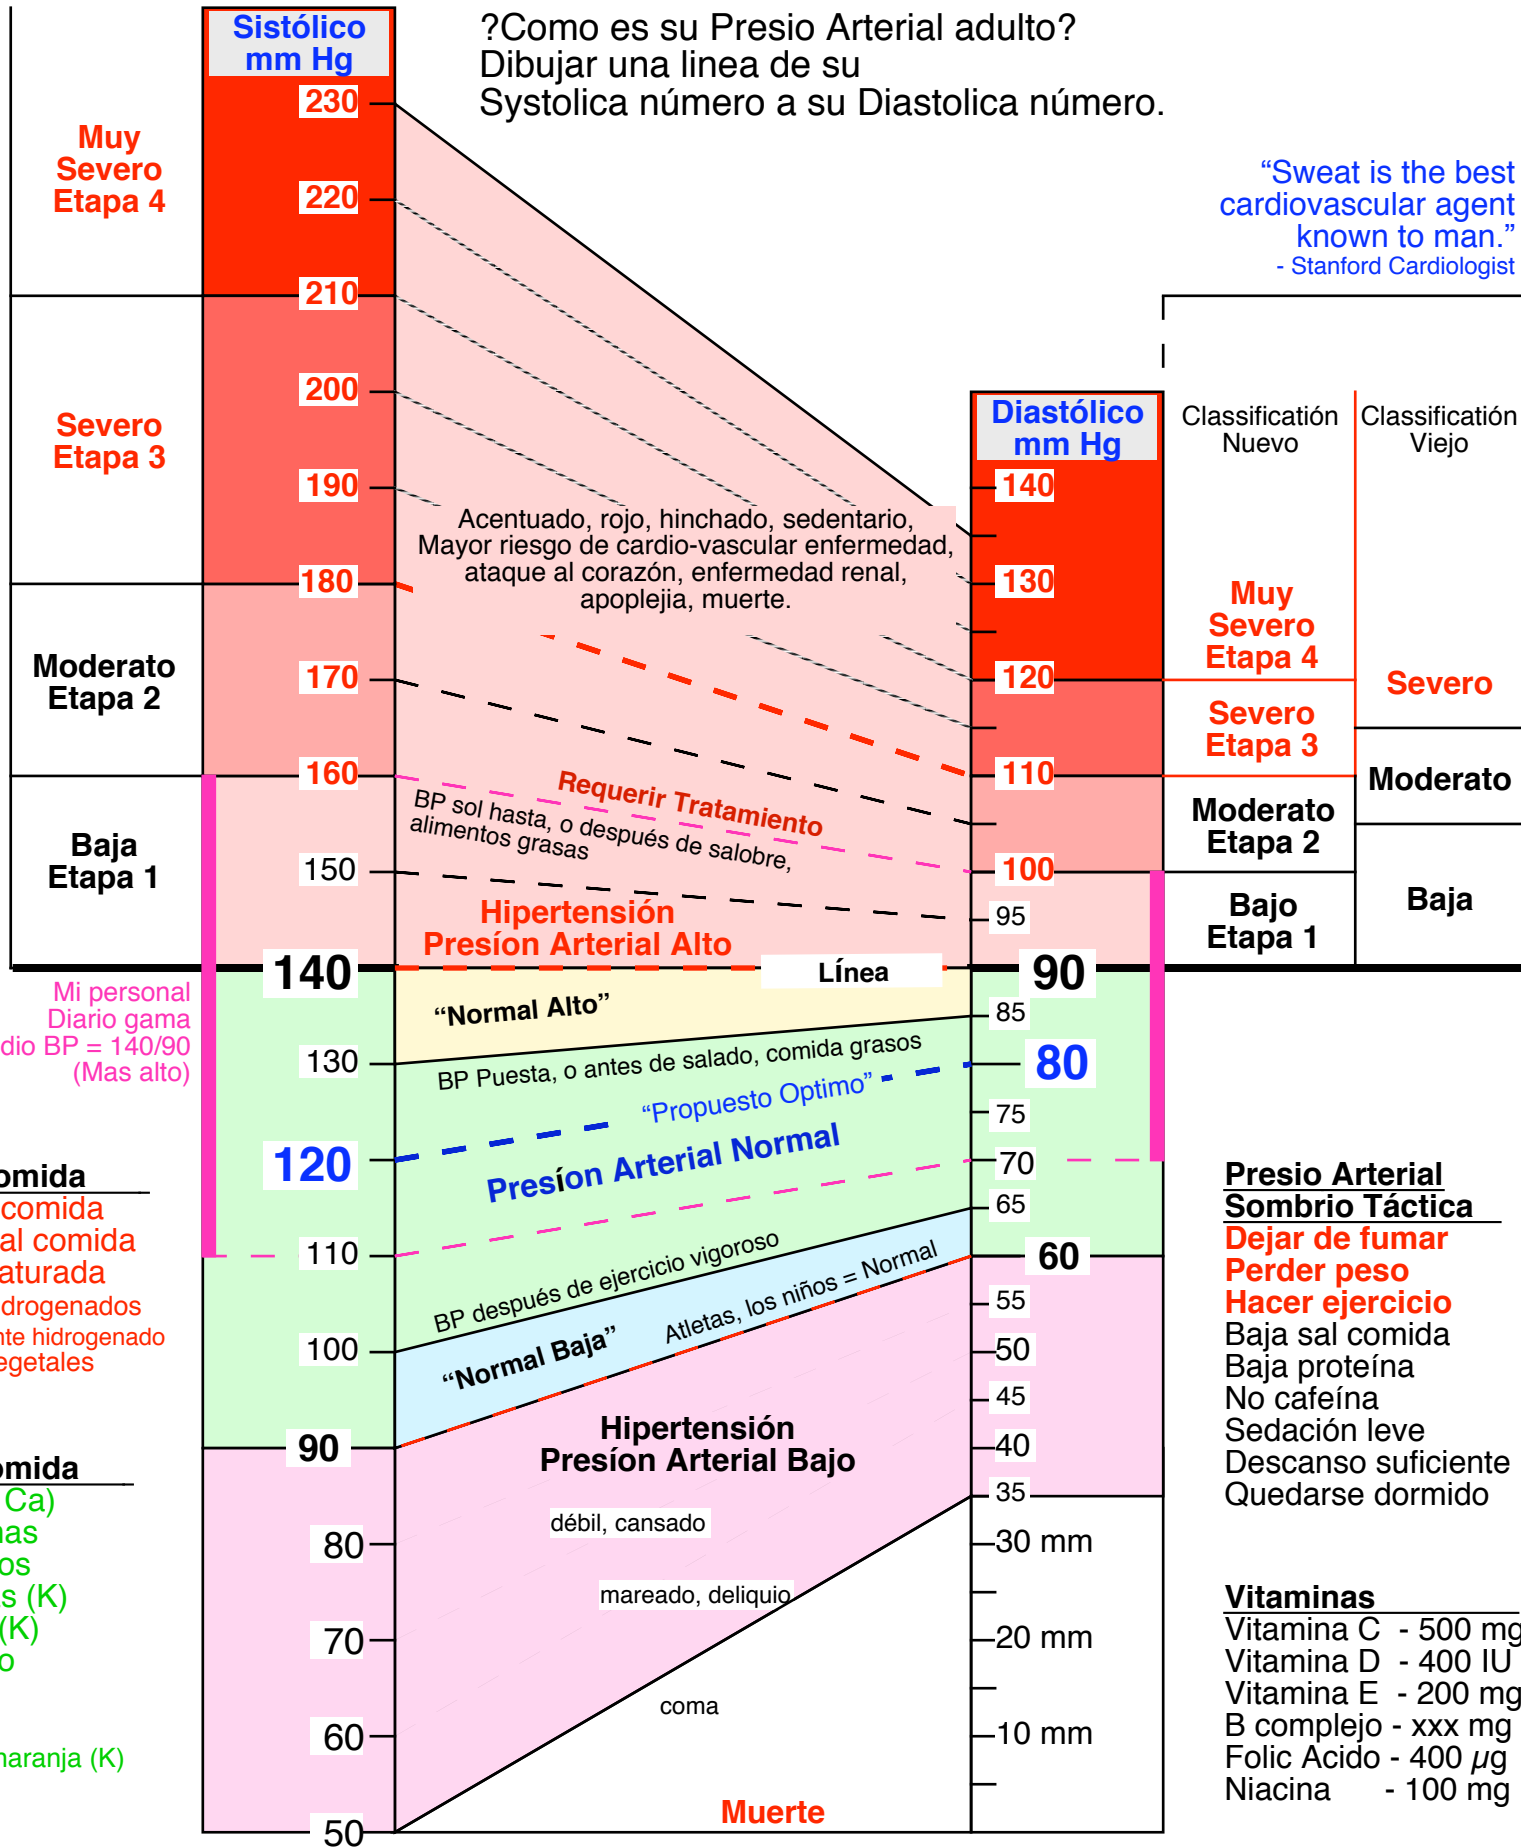 ?Como es su Presio Arterial adulto?
Dibujar una linea de su
Systolica número a su Diastolica número.
“Sweat is the best
cardiovascular agent
known to man.”
- Stanford Cardiologist
Muy
Severo
Etapa 4
Severo
Etapa 3
Moderato
Etapa 2
Baja
Etapa 1
Mi personal
Diario gama
dio BP = 140/90
(Mas alto)
omida
comida
al comida
aturada
drogenados
nte hidrogenado
egetales
omida
Ca)
nas
os
s (K)
(K)
o
naranja (K)
Sistólico
mm Hg
230
220
210
200
190
180
170
160
150
140
130
120
110
100
90
80
70
60
50
Acentuado, rojo, hinchado, sedentario,
Mayor riesgo de cardio-vascular enfermedad,
ataque al corazón, enfermedad renal,
apoplejia, muerte.
Requerir Tratamiento
BP sol hasta, o después de salobre,
alimentos grasas
Hipertensión
Presíon Arterial Alto
Línea
“Normal Alto”
BP Puesta, o antes de salado, comida grasos
“Propuesto Optimo”
Presíon Arterial Normal
BP después de ejercicio vigoroso
“Normal Baja”
Atletas, los niños = Normal
Hipertensión
Presíon Arterial Bajo
débil, cansado
mareado, deliquio
coma
Muerte
Diastólico
mm Hg
140
130
120
110
100
95
90
85
80
75
70
65
60
55
50
45
40
35
30 mm
20 mm
10 mm
Classificatión
Nuevo
Muy
Severo
Etapa 4
Severo
Etapa 3
Moderato
Etapa 2
Bajo
Etapa 1
Classificatión
Viejo
Severo
Moderato
Baja
Presio Arterial
Sombrio Táctica
Dejar de fumar
Perder peso
Hacer ejercicio
Baja sal comida
Baja proteína
No cafeína
Sedación leve
Descanso suficiente
Quedarse dormido
Vitaminas
Vitamina C - 500 mg
Vitamina D - 400 IU
Vitamina E - 200 mg
B complejo - xxx mg
Folic Acido - 400 µg
Niacina - 100 mg